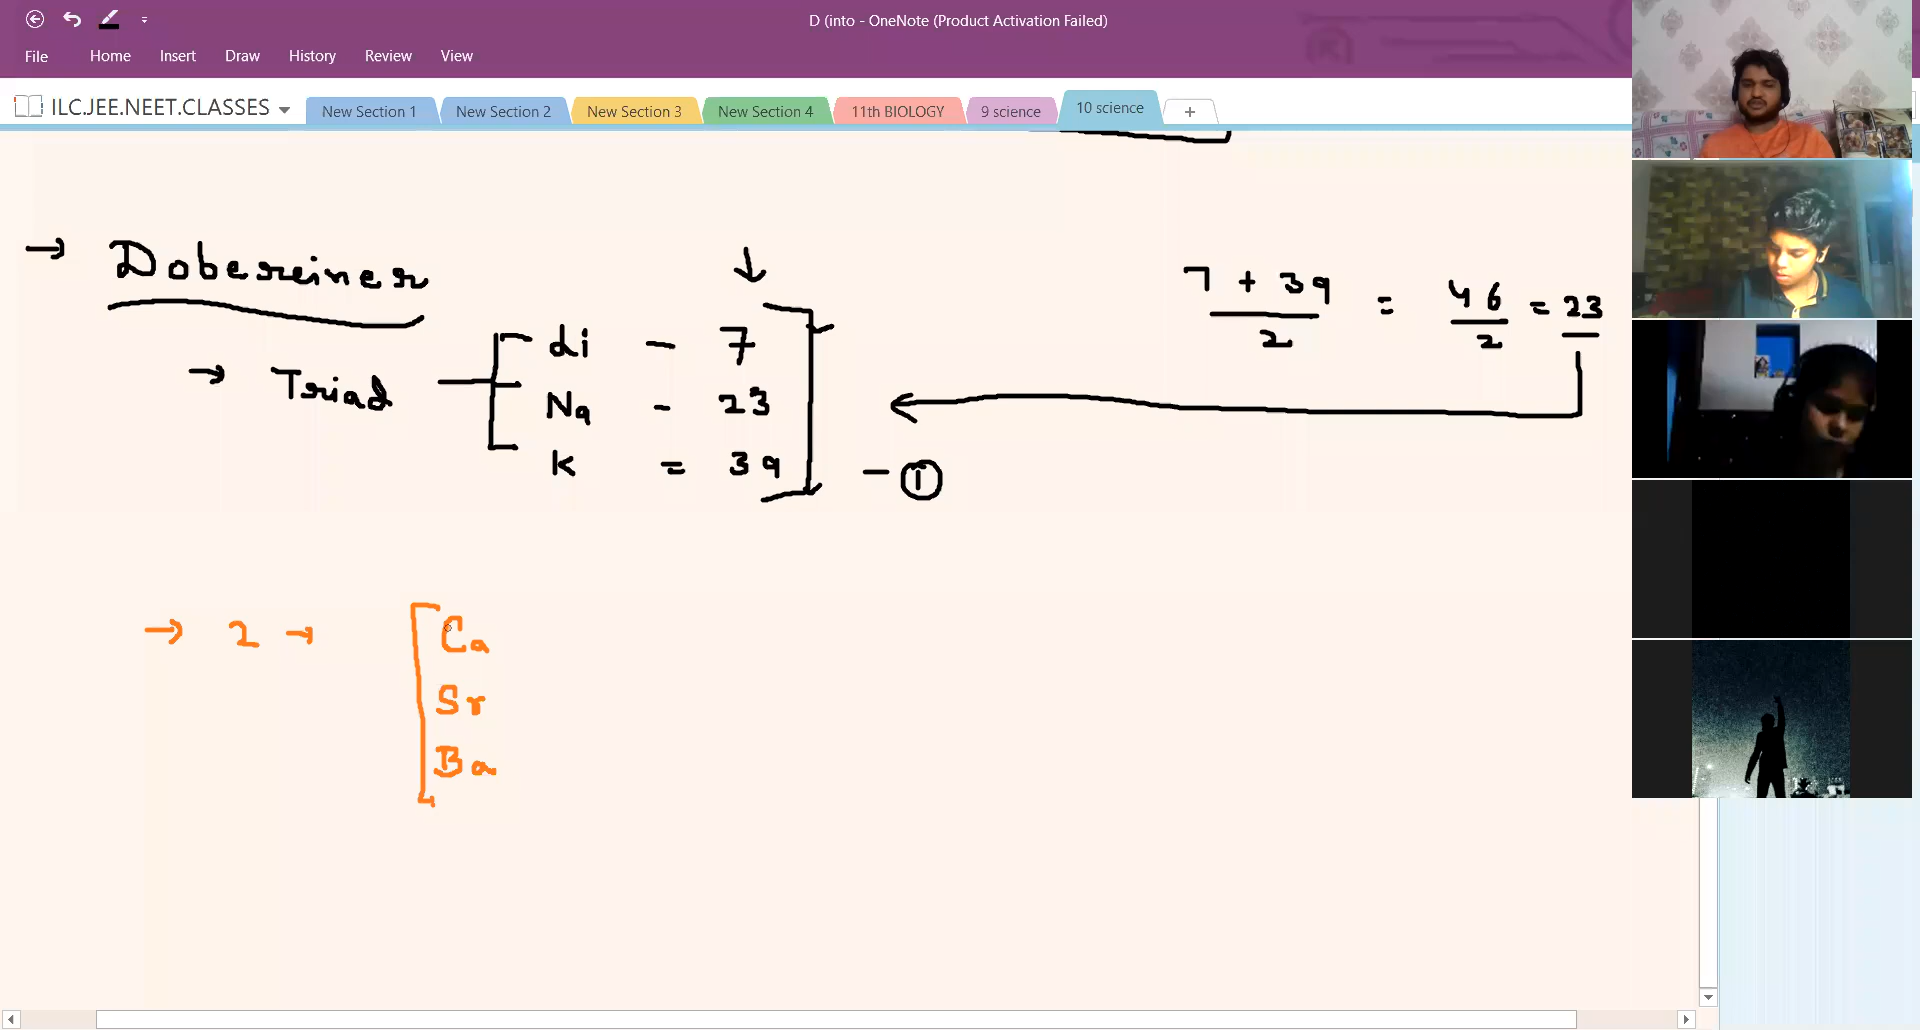 D (into - OneNote (Product Activation Failed)
File Home Insert Draw History Review View
ILC.JEE.NEET.CLASSES New Section 1 New Section 2 New Section 3 New Section 4 11th BIOLOGY 9 science 10 science +
→ Dobereiner ↓
7 + 39 / 2 = 46 / 2 = 23
→ Triad
Li - 7
Na - 23
K = 39 - ①
→ 2 → Ca
Sr
Ba